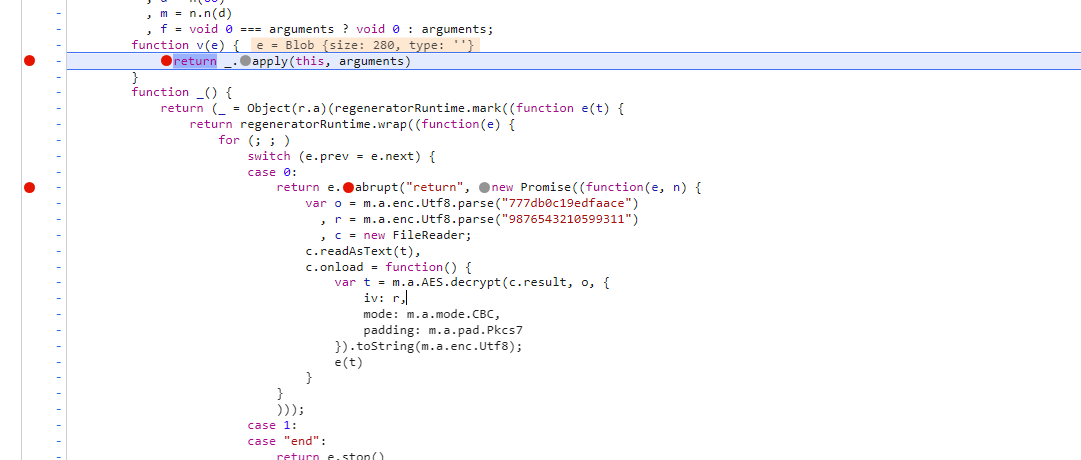 , m = n.n(d)
, f = void 0 === arguments ? void 0 : arguments;
function v(e) { e = Blob {size: 280, type: ''}
return _.apply(this, arguments)
}
function _() {
return (_ = Object(r.a)(regeneratorRuntime.mark((function e(t) {
return regeneratorRuntime.wrap((function(e) {
for (; ; )
switch (e.prev = e.next) {
case 0:
return e.abrupt("return", new Promise((function(e, n) {
var o = m.a.enc.Utf8.parse("777db0c19edfaace")
, r = m.a.enc.Utf8.parse("9876543210599311")
, c = new FileReader;
c.readAsText(t),
c.onload = function() {
var t = m.a.AES.decrypt(c.result, o, {
iv: r,
mode: m.a.mode.CBC,
padding: m.a.pad.Pkcs7
}).toString(m.a.enc.Utf8);
e(t)
}
}
)));
case 1:
case "end":
return e.stop()